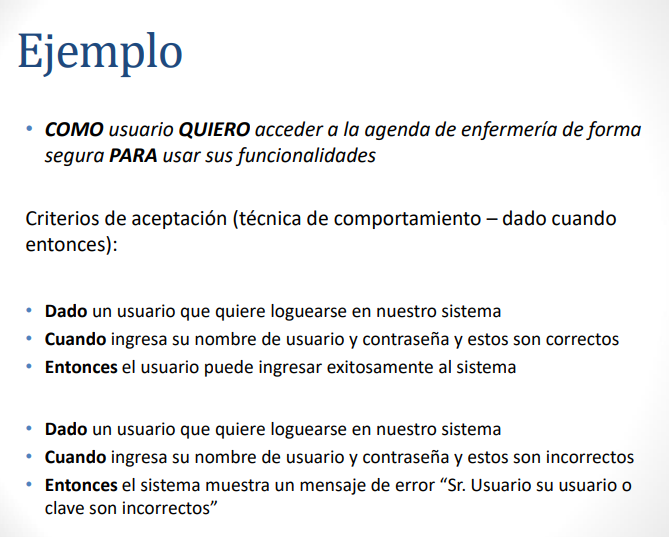 Ejemplo
• COMO usuario QUIERO acceder a la agenda de enfermería de forma
segura PARA usar sus funcionalidades
Criterios de aceptación (técnica de comportamiento – dado cuando
entonces):
• Dado un usuario que quiere loguearse en nuestro sistema
• Cuando ingresa su nombre de usuario y contraseña y estos son correctos
• Entonces el usuario puede ingresar exitosamente al sistema
• Dado un usuario que quiere loguearse en nuestro sistema
• Cuando ingresa su nombre de usuario y contraseña y estos son incorrectos
• Entonces el sistema muestra un mensaje de error “Sr. Usuario su usuario o
clave son incorrectos”